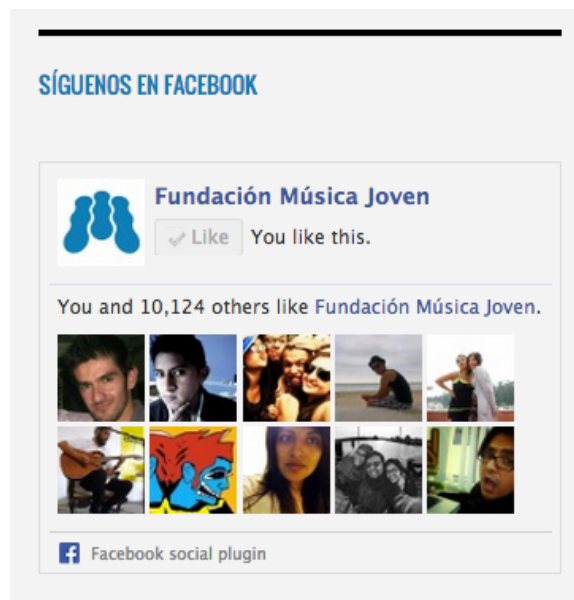 SÍGUENOS EN FACEBOOK
Fundación Música Joven
Like You like this.
You and 10,124 others like Fundación Música Joven.
Facebook social plugin